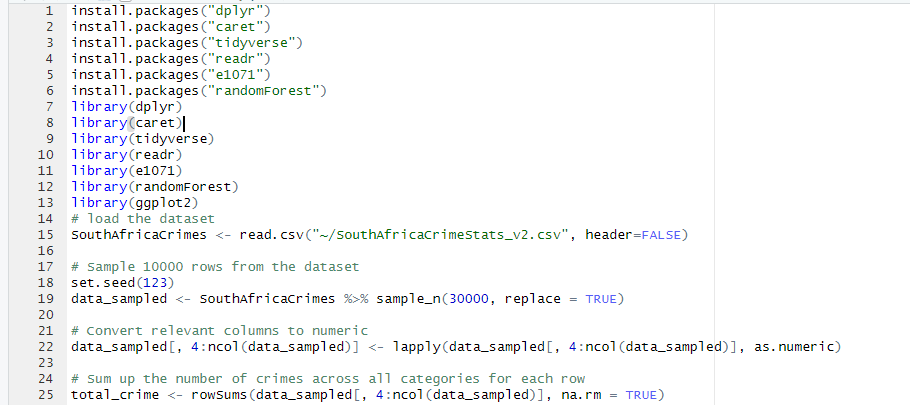 1 install.packages("dplyr")
2 install.packages("caret")
3 install.packages("tidyverse")
4 install.packages("readr")
5 install.packages("e1071")
6 install.packages("randomForest")
7 library(dplyr)
8 library(caret)
9 library(tidyverse)
10 library(readr)
11 library(e1071)
12 library(randomForest)
13 library(ggplot2)
14 # load the dataset
15 SouthAfricaCrimes <- read.csv("~/SouthAfricaCrimeStats_v2.csv", header=FALSE)
16
17 # Sample 10000 rows from the dataset
18 set.seed(123)
19 data_sampled <- SouthAfricaCrimes %>% sample_n(30000, replace = TRUE)
20
21 # Convert relevant columns to numeric
22 data_sampled[, 4:ncol(data_sampled)] <- lapply(data_sampled[, 4:ncol(data_sampled)], as.numeric)
23
24 # Sum up the number of crimes across all categories for each row
25 total_crime <- rowSums(data_sampled[, 4:ncol(data_sampled)], na.rm = TRUE)